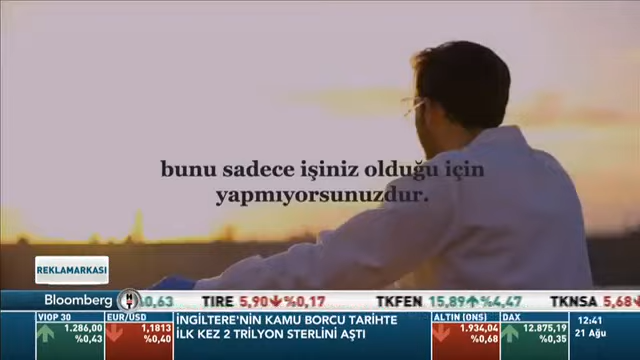 bunu sadece işiniz olduğu için
yapmıyorsunuzdur.
REKLAMARKASI
Bloomberg HT %0,63 TIRE 5,90 %0,17 TKFEN 15,89 %4,47 TKNSA 5,68
VIOP 30
1.286,00
%0,43
EUR/USD
1,1813
%0,40
İNGİLTERE'NİN KAMU BORCU TARİHTE
İLK KEZ 2 TRİLYON STERLİNİ AŞTI
ALTIN (ONS)
1.934,04
%0,68
DAX
12.875,19
%0,35
12:41
21 Ağu